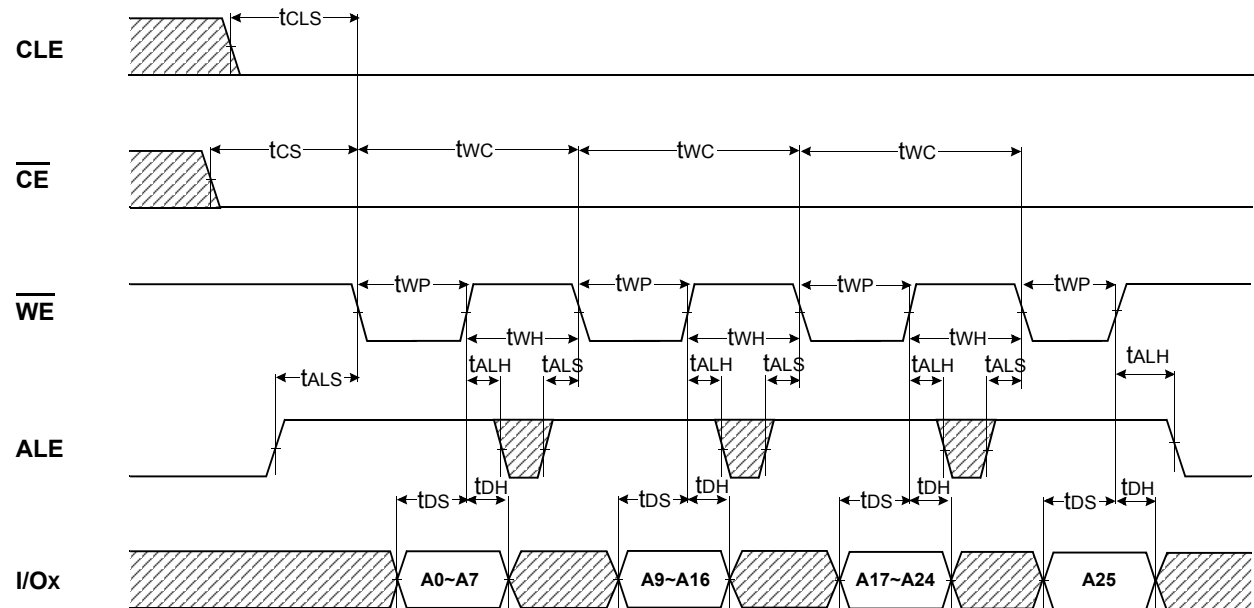 CLE
tCLS
CE
tCS
tWC
tWC
tWC
WE
tWP
tWP
tWP
tWP
tWH
tWH
tWH
tALS
tALH
tALS
tALH
tALS
tALH
tALS
tALH
ALE
tDS
tDH
tDS
tDH
tDS
tDH
tDS
tDH
I/Ox
A0~A7
A9~A16
A17~A24
A25